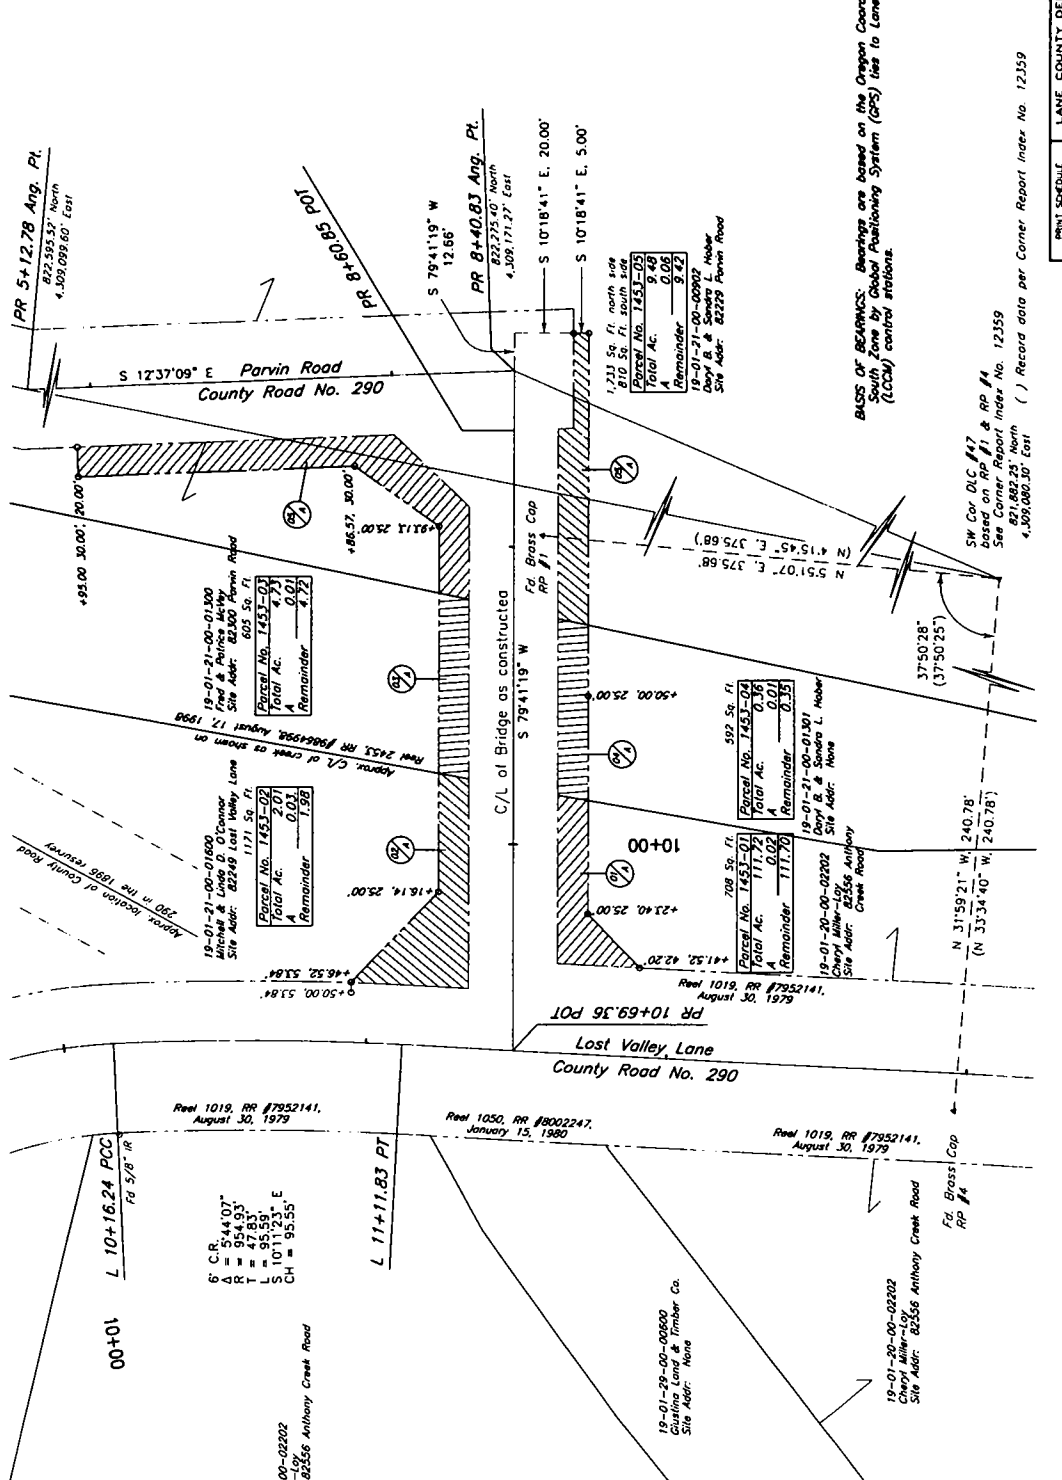 PR 5+12.78 Ang. Pt.
822,595.52' North
4,309,099.60' East
PR 8+60.85 POT
S 79°41'19" W
12.66'
PR 8+40.83 Ang. Pt.
822,275.40' North
4,309,171.27' East
S 10°18'41" E, 20.00'
S 10°18'41" E, 5.00'
S 12°37'09" E Parvin Road
County Road No. 290
BASIS OF BEARINGS: Bearings are based on the Oregon Coord
South Zone by Global Positioning System (GPS) ties to Lane
(LCCM) control stations.
PRINT SCHEDULE
LANE COUNTY DE
1,733 Sq. Ft. north side
810 Sq. Ft. south side
Parcel No. 1453-05
Total Ac. 9.48
A 0.06
Remainder 9.42
19-01-21-00-00902
Daryl B. & Sandra L. Hober
Site Addr: 82229 Parvin Road
+95.00 30.00', 20.00'
+86.57, 30.00'
+93.13, 25.00'
05/A
05/A
Fd. Brass Cap
RP #1
N 5°51'07" E, 375.68'
(N 4°15'45" E, 375.68')
SW Cor DLC #47
based on RP #1 & RP #4
See Corner Report Index No. 12359
821,882.25' North
4,309,080.30' East
( ) Record data per Corner Report Index No. 12359
19-01-21-00-01300
Fred & Patrice McVey
Site Addr: 82300 Parvin Road
605 Sq. Ft.
Parcel No. 1453-03
Total Ac. 4.73
A 0.01
Remainder 4.72
03/A
C/L of Bridge as constructed
S 79°41'19" W
+50.00, 25.00'
04/A
37°50'28"
(37°50'25")
Approx. C/L of creek as shown on
Reel 2453, RR #9864998, August 17, 1998
592 Sq. Ft.
Parcel No. 1453-04
Total Ac. 0.36
A 0.01
Remainder 0.35
19-01-21-00-01301
Daryl B. & Sandra L. Hober
Site Addr: None
19-01-21-00-01600
Mitchell & Linda D. O'Connor
Site Addr: 82249 Lost Valley Lane
1171 Sq. Ft.
Parcel No. 1453-02
Total Ac. 2.01
A 0.03
Remainder 1.98
02/A
Approx. location of County Road
290 in the 1896 resurvey
+16.14, 25.00'
10+00
01/A
+23.40, 25.00'
708 Sq. Ft.
Parcel No. 1453-01
Total Ac. 111.72
A 0.02
Remainder 111.70
19-01-20-00-02202
Cheryl Miller-Loy
Site Addr: 82556 Anthony
Creek Road
N 31°59'21" W, 240.78'
(N 33°34'40" W, 240.78')
+46.52, 53.84'
+50.00, 53.84'
+41.52, 42.20'
Reel 1019, RR #7952141,
August 30, 1979
PR 10+69.36
POT
Lost Valley Lane
County Road No. 290
Reel 1019, RR #7952141,
August 30, 1979
Reel 1050, RR #8002247,
January 15, 1980
Reel 1019, RR #7952141,
August 30, 1979
Fd. Brass Cap
RP #4
L 10+16.24 PCC
Fd 5/8" IR
L 11+11.83 PT
6° C.R.
Δ = 5°44'07"
R = 954.93'
T = 47.83'
L = 95.59'
S 10°11'23" E
CH = 95.55'
10+00
00-02202
-Loy
82556 Anthony Creek Road
19-01-29-00-00600
Giustina Land & Timber Co.
Site Addr: None
19-01-20-00-02202
Cheryl Miller-Loy
Site Addr: 82556 Anthony Creek Road